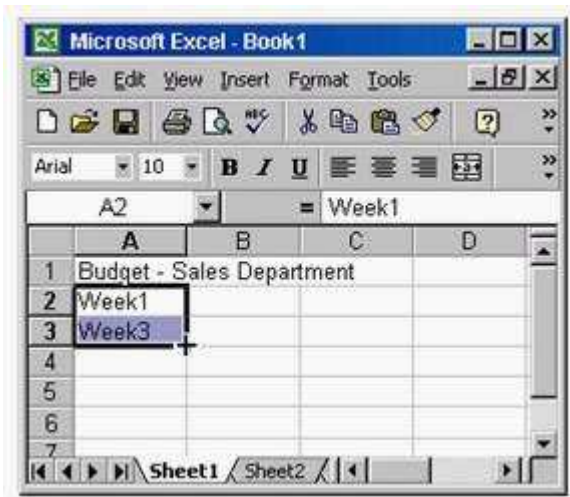 Microsoft Excel - Book1
File Edit View Insert Format Tools
ABC
Arial 10 B I U
A2 = Week1
A B C D
1 Budget - Sales Department
2 Week1
3 Week3
4
5
6
7
Sheet1 Sheet2